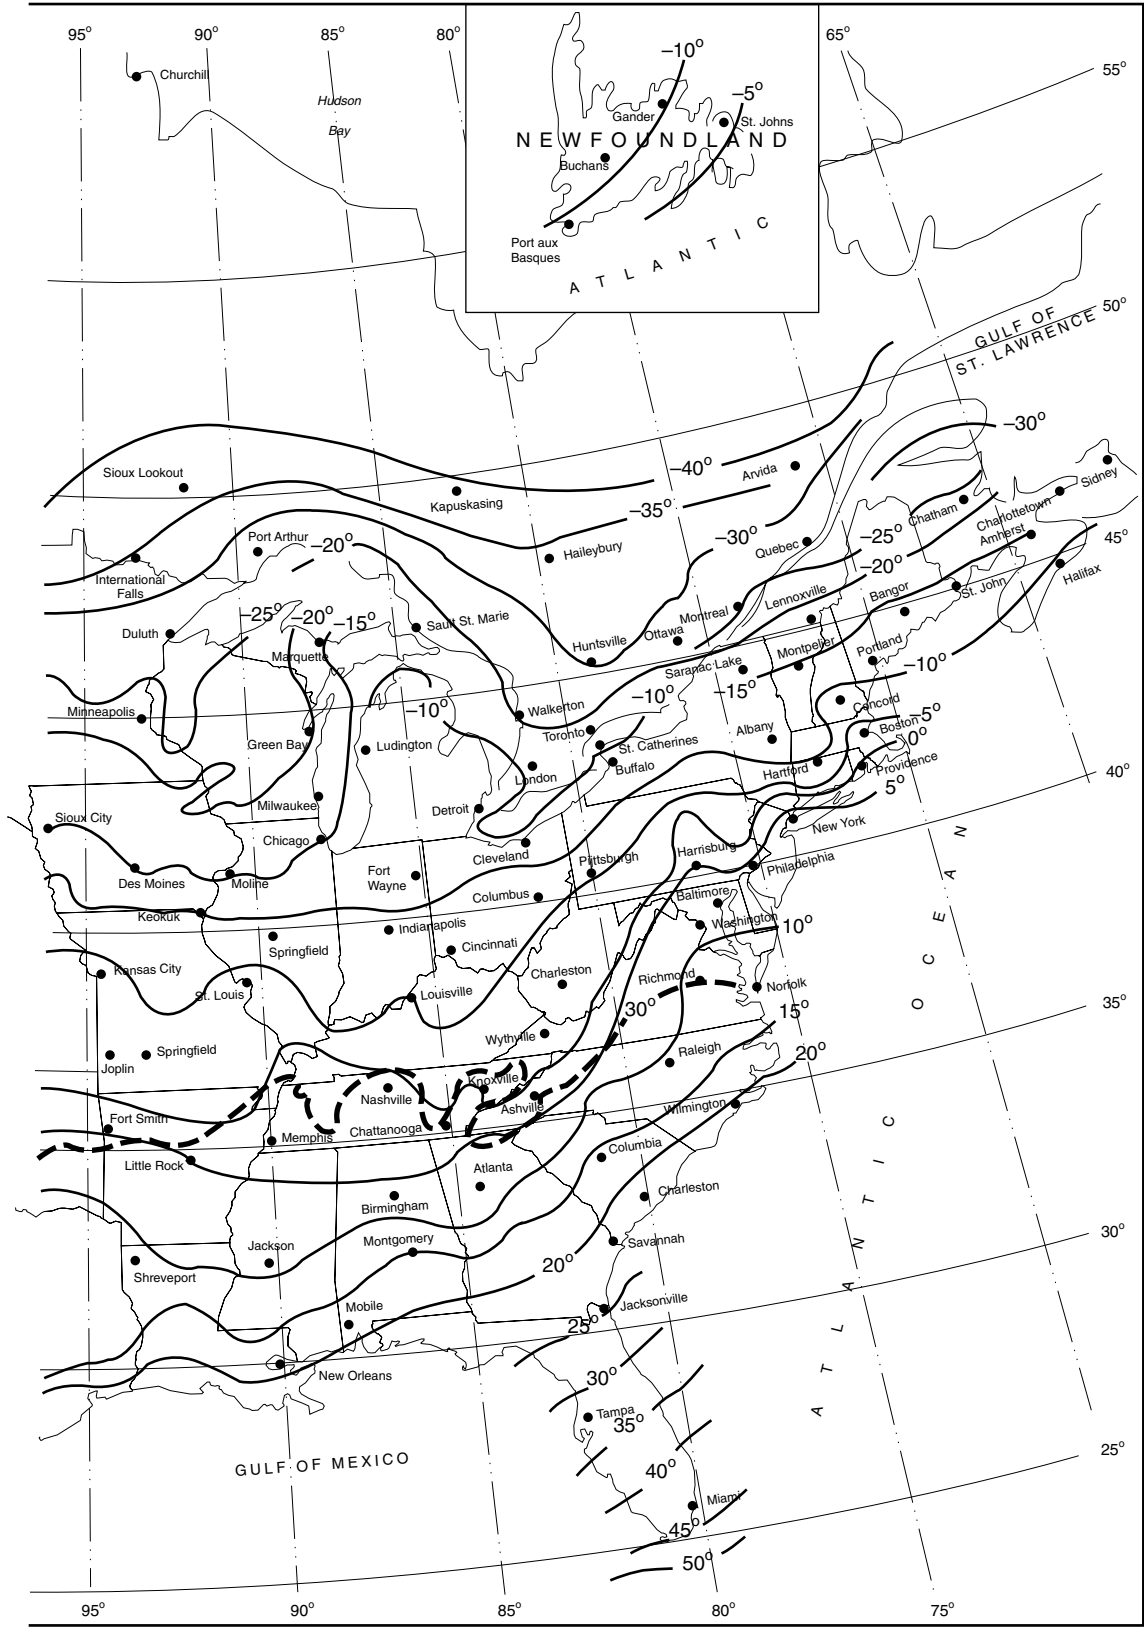 95° 90° 85° 80° 65°
55°
Churchill
Hudson
Bay
–10°
–5°
Gander
St. Johns
NEWFOUNDLAND
Buchans
Port aux
Basques
ATLANTIC
50°
GULF OF
ST. LAWRENCE
–30°
Sioux Lookout
–40°
Arvida
Sidney
Kapuskasing
–35°
Chatham
Charlottetown
Amherst
45°
Port Arthur
–20°
Haileybury
–30°
Quebec
–25°
–20°
International
Falls
Halifax
St. John
Bangor
Lennoxville
Montreal
–25°
–20°
–15°
Sault St. Marie
Duluth
Marquette
Huntsville
Ottawa
Montpelier
Portland
–10°
Saranac Lake
–15°
–10°
Minneapolis
–10°
Walkerton
Concord
–5°
Boston
0°
Green Bay
Ludington
Toronto
St. Catherines
Albany
Buffalo
London
Hartford
Providence
40°
5°
Milwaukee
Detroit
Sioux City
New York
Chicago
Cleveland
Pittsburgh
Harrisburg
Philadelphia
Des Moines
Moline
Fort
Wayne
Columbus
Baltimore
Keokuk
Indianapolis
Washington
10°
Springfield
Cincinnati
Kansas City
Charleston
Richmond
Norfolk
St. Louis
Louisville
30°
15°
35°
Wythville
Springfield
Joplin
Raleigh
20°
Knoxville
Nashville
Ashville
Wilmington
Fort Smith
Memphis
Chattanooga
Columbia
Little Rock
Atlanta
Charleston
Birmingham
Jackson
Montgomery
Savannah
30°
20°
Shreveport
Mobile
Jacksonville
25°
New Orleans
30°
Tampa
35°
ATLANTIC OCEAN
25°
GULF OF MEXICO
40°
Miami
45°
50°
95° 90° 85° 80° 75°